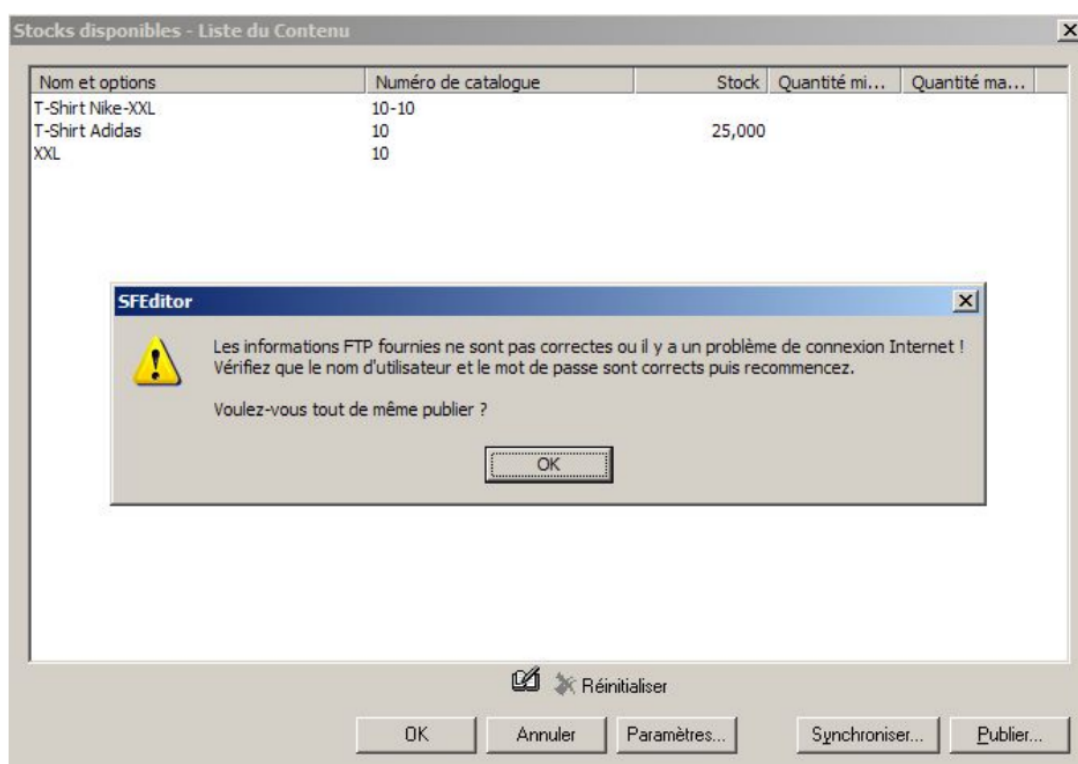 Stocks disponibles - Liste du Contenu
Nom et options Numéro de catalogue Stock Quantité mi... Quantité ma...
T-Shirt Nike-XXL 10-10
T-Shirt Adidas 10 25,000
XXL 10
SFEditor
Les informations FTP fournies ne sont pas correctes ou il y a un problème de connexion Internet !
Vérifiez que le nom d'utilisateur et le mot de passe sont corrects puis recommencez.
Voulez-vous tout de même publier ?
OK
Réinitialiser
OK Annuler Paramètres... Synchroniser... Publier...